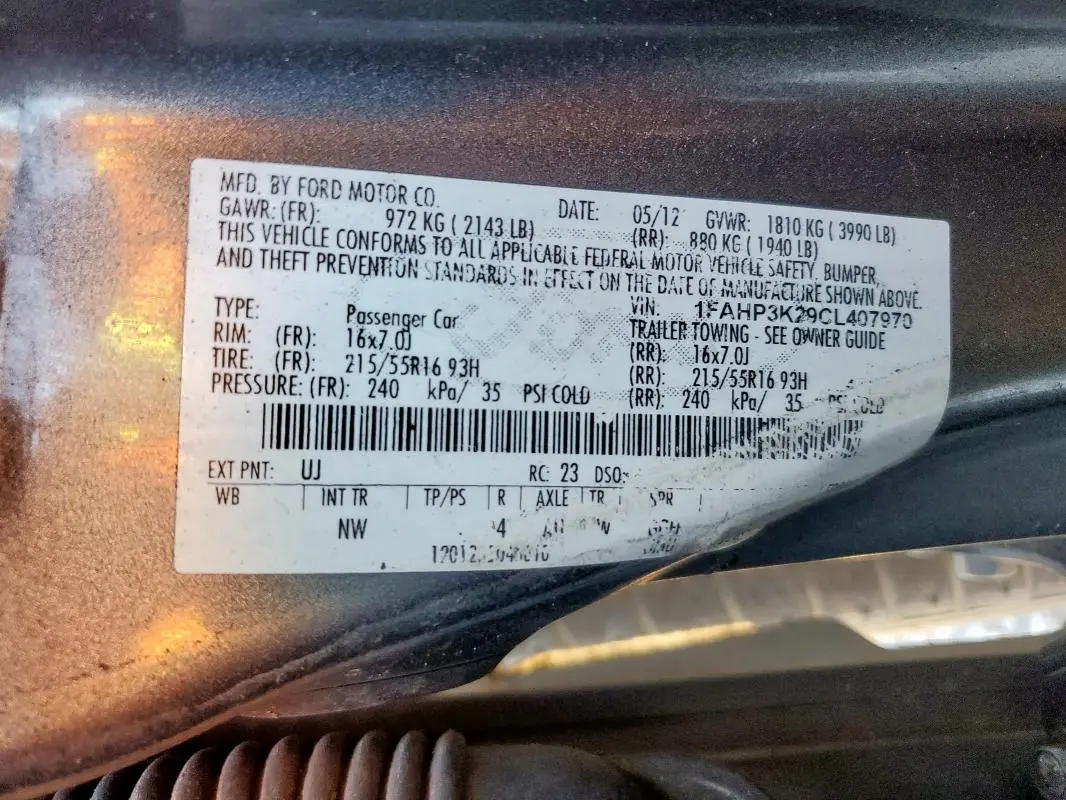 MFD. BY FORD MOTOR CO. DATE: 05/12 GVWR: 1810 KG ( 3990 LB)
GAWR: (FR): 972 KG ( 2143 LB) (RR): 880 KG ( 1940 LB)
THIS VEHICLE CONFORMS TO ALL APPLICABLE FEDERAL MOTOR VEHICLE SAFETY, BUMPER,
AND THEFT PREVENTION STANDARDS IN EFFECT ON THE DATE OF MANUFACTURE SHOWN ABOVE.
VIN: 1FAHP3K29CL407970
TYPE: Passenger Car TRAILER TOWING - SEE OWNER GUIDE
RIM: (FR): 16x7.0J (RR): 16x7.0J
TIRE: (FR): 215/55R16 93H (RR): 215/55R16 93H
PRESSURE: (FR): 240 kPa/ 35 PSI COLD (RR): 240 kPa/ 35 PSI COLD
EXT PNT: UJ RC: 23 DSO:
WB INT TR TP/PS R AXLE TR SPR
NW 4